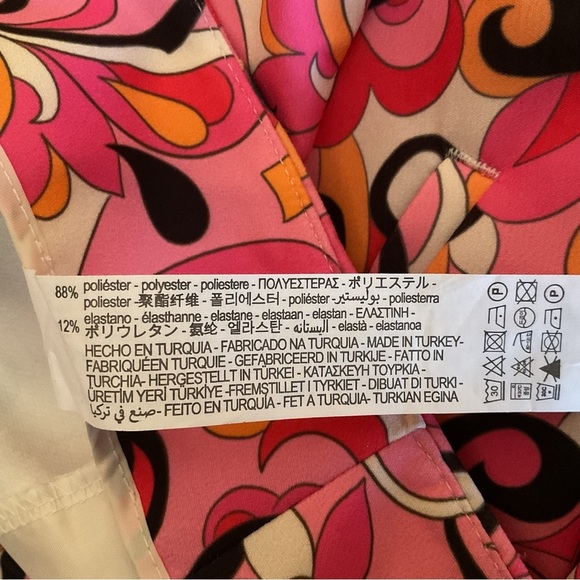 88% poliéster - polyester - poliestere - ΠΟΛΥΕΣΤΕΡΑΣ - ポリエステル -
poliester -聚酯纤维 - 폴리에스터 - poliéster - بوليستير - poliesterra
12% elastano - élasthanne - elastane - elastaan - elastan - ΕΛΑΣΤΙΝΗ -
ポリウレタン - 氨纶 - 엘라스탄 - البستانه - elastà - elastanoa
HECHO EN TURQUIA - FABRICADO NA TURQUIA - MADE IN TURKEY-
FABRIQUÉEN TURQUIE - GEFABRICEERD IN TURKIJE - FATTO IN
TURCHIA- HERGESTELLT IN TÜRKEI - ΚΑΤΑΣΚΕΥΗ ΤΟΥΡΚΙΑ -
ÜRETİM YERİ TÜRKİYE-FREMSTILLET I TYRKIET - DIBUAT DI TURKI -
صنع في تركيا - FEITO EN TURQUÍA - FET A TURQUIA- TURKIAN EGINA
P P
30